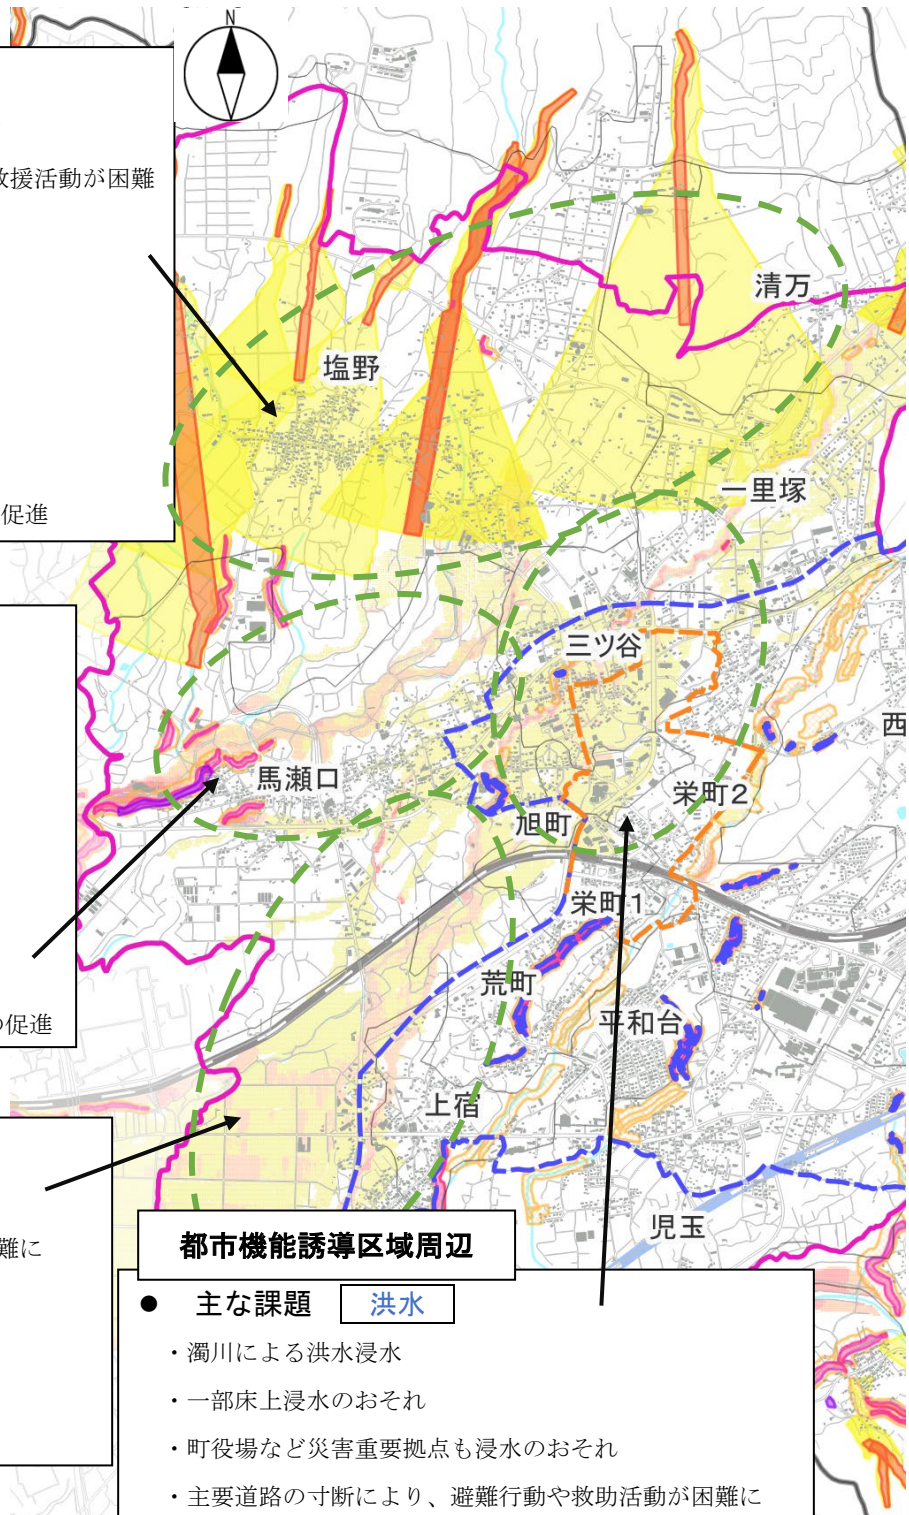 N
救援活動が困難
清万
塩野
一里塚
促進
三ツ谷
西
馬瀬口
栄町2
旭町
栄町1
荒町
の促進
平和台
上宿
難に
児玉
都市機能誘導区域周辺
● 主な課題 洪水
・濁川による洪水浸水
・一部床上浸水のおそれ
・町役場など災害重要拠点も浸水のおそれ
・主要道路の寸断により、避難行動や救助活動が困難に